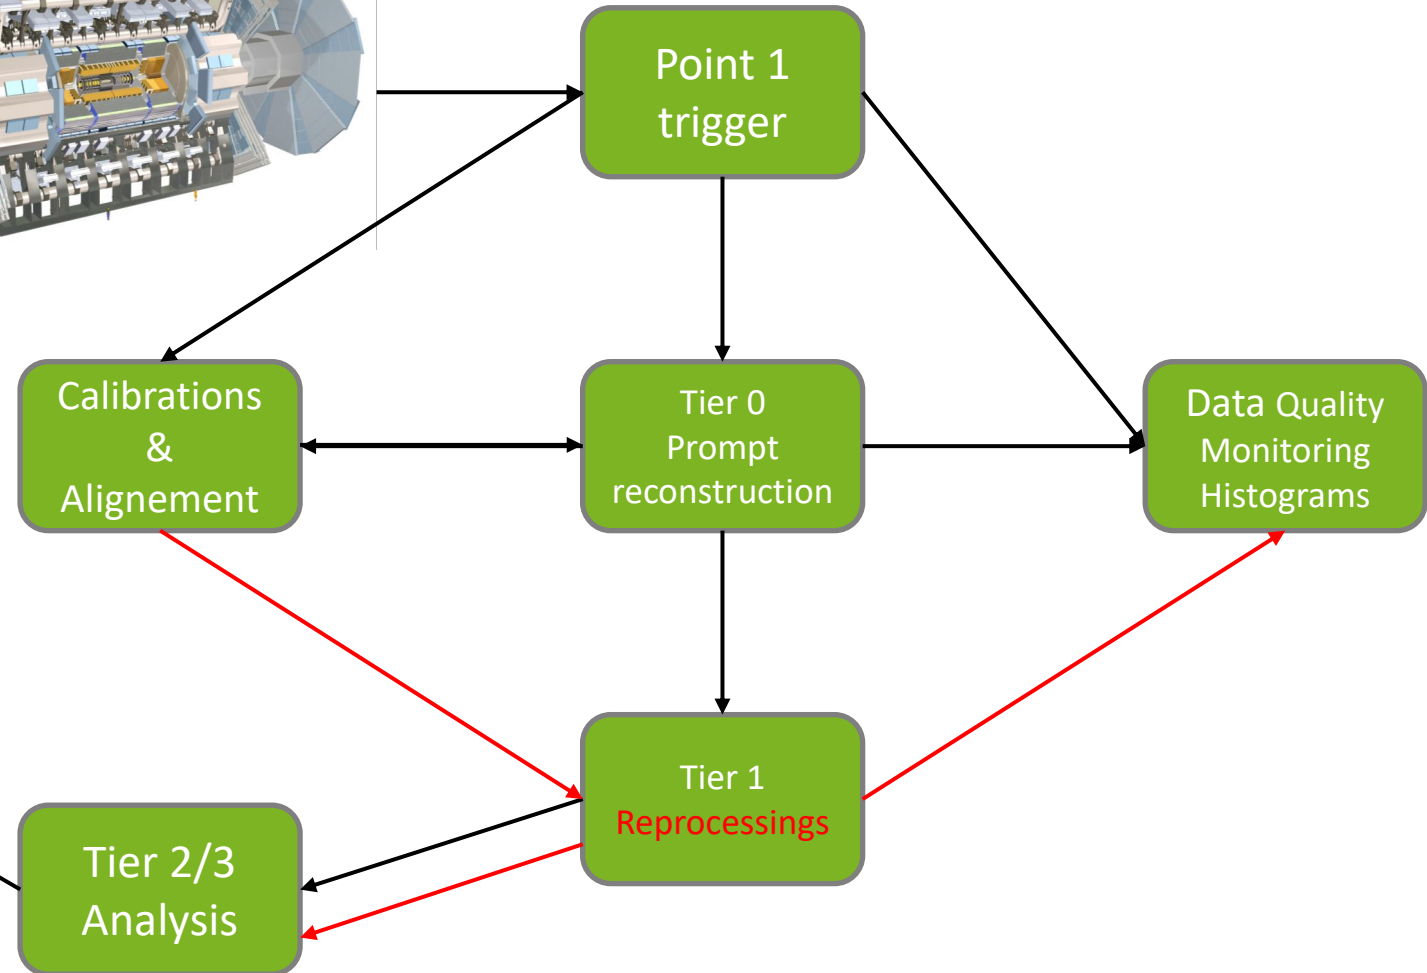 Point 1
trigger
Calibrations
&
Alignement
Tier 0
Prompt
reconstruction
Data Quality
Monitoring
Histograms
Tier 1
Reprocessings
Tier 2/3
Analysis